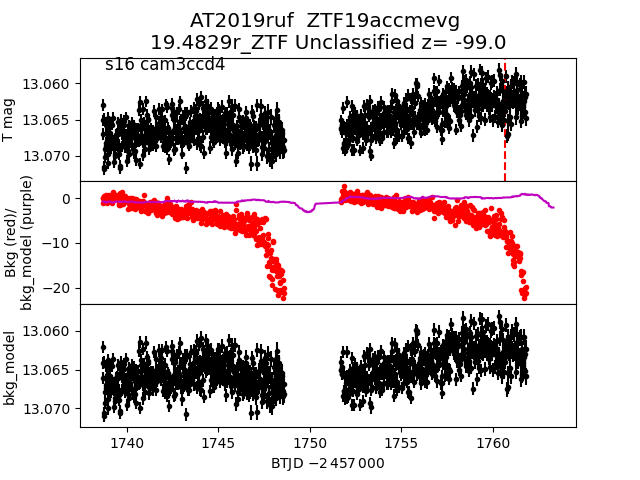 AT2019ruf  ZTF19accmevg
19.4829r_ZTF Unclassified z= -99.0
s16 cam3ccd4
T mag
13.060
13.065
13.070
Bkg (red)/
bkg_model (purple)
0
−10
−20
bkg_model
13.060
13.065
13.070
1740
1745
1750
1755
1760
BTJD −2 457 000